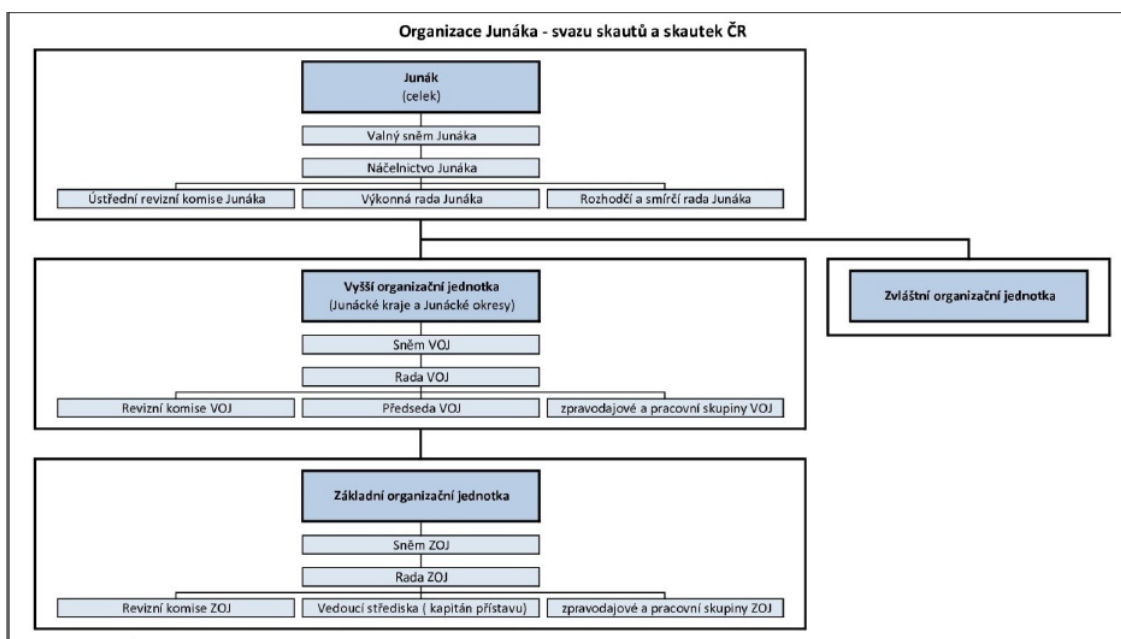 Organizace Junáka - svazu skautů a skautek ČR
Junák
(celek)
Valný sněm Junáka
Náčelnictvo Junáka
Ústřední revizní komise Junáka
Výkonná rada Junáka
Rozhodčí a smírčí rada Junáka
Vyšší organizační jednotka
(Junácké kraje a Junácké okresy)
Zvláštní organizační jednotka
Sněm VOJ
Rada VOJ
Revizní komise VOJ
Předseda VOJ
zpravodajové a pracovní skupiny VOJ
Základní organizační jednotka
Sněm ZOJ
Rada ZOJ
Revizní komise ZOJ
Vedoucí střediska ( kapitán přístavu)
zpravodajové a pracovní skupiny ZOJ